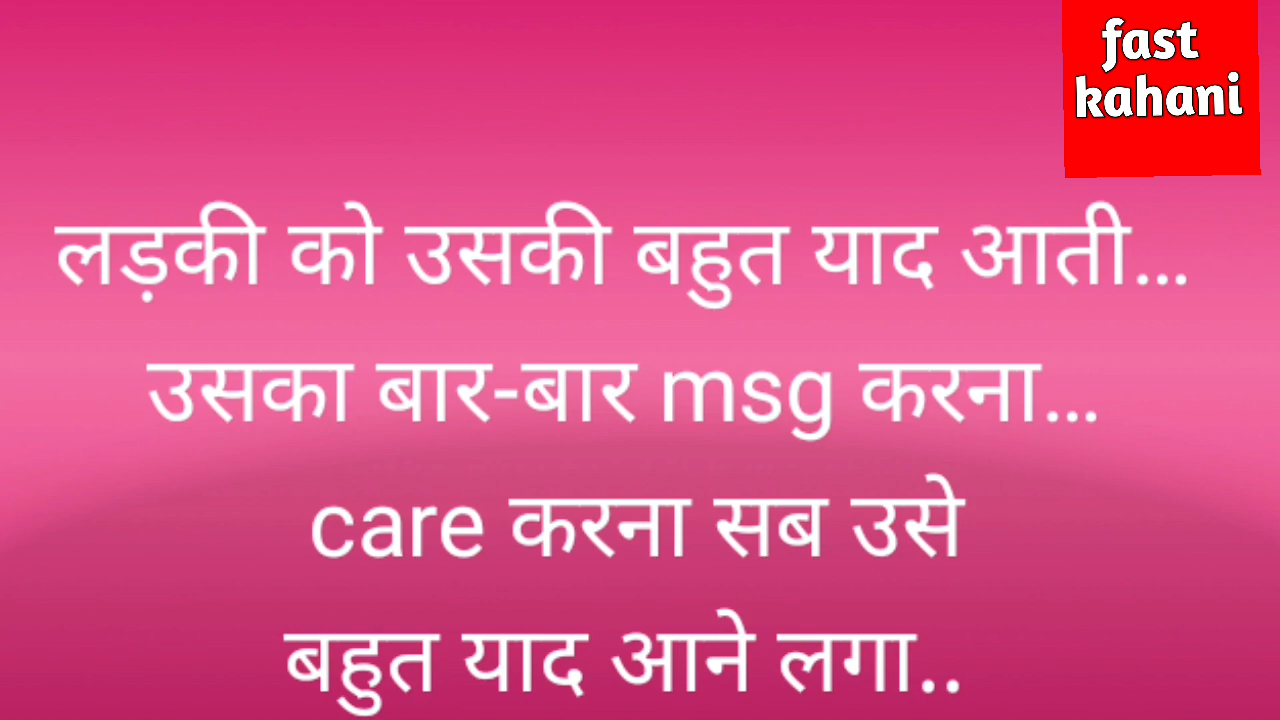 fast
kahani
लड़की को उसकी बहुत याद आती...
उसका बार-बार msg करना...
care करना सब उसे
बहुत याद आने लगा..